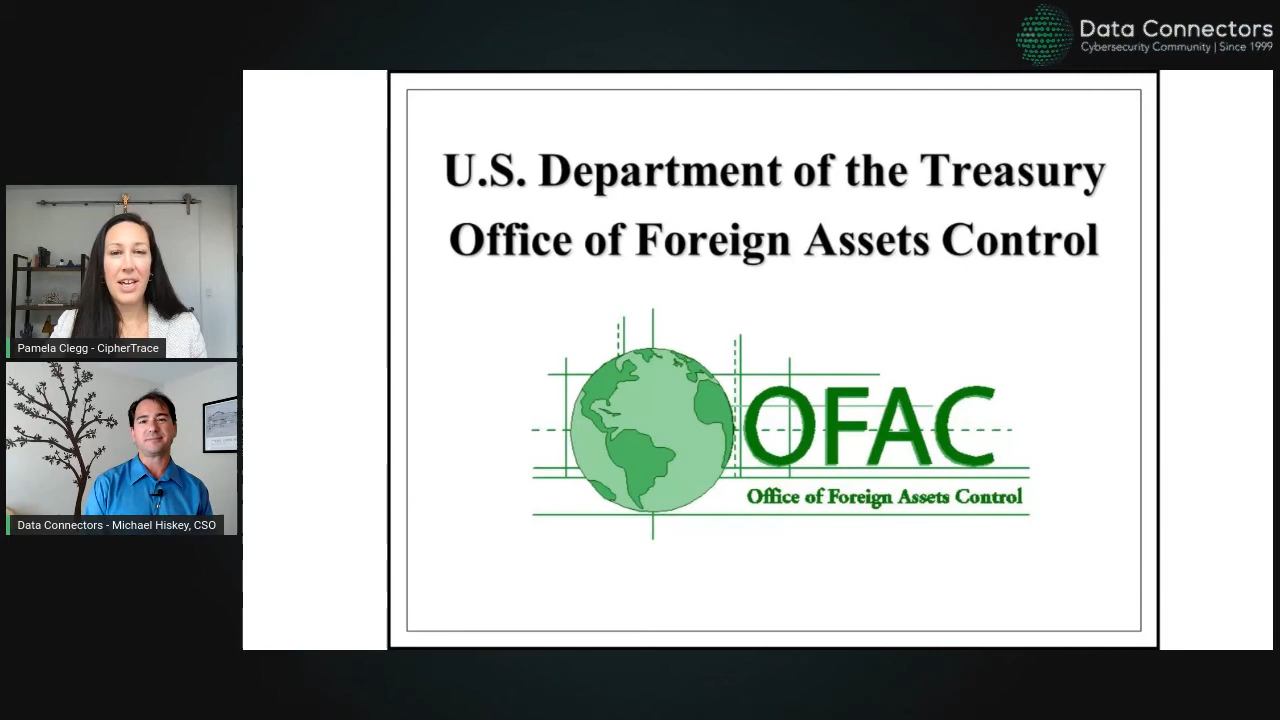 Data Connectors
Cybersecurity Community | Since 1999
U.S. Department of the Treasury
Office of Foreign Assets Control
OFAC
Office of Foreign Assets Control
Pamela Clegg - CipherTrace
Data Connectors - Michael Hiskey, CSO